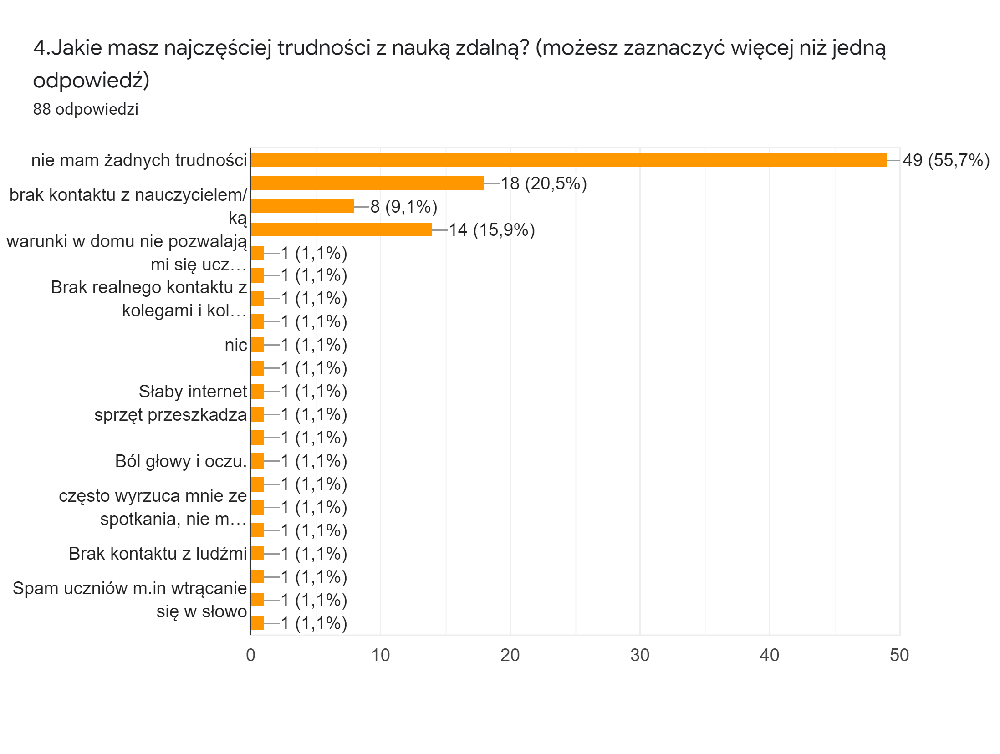 4.Jakie masz najczęściej trudności z nauką zdalną? (możesz zaznaczyć więcej niż jedną
odpowiedź)
88 odpowiedzi
nie mam żadnych trudności
49 (55,7%)
18 (20,5%)
brak kontaktu z nauczycielem/
ką
8 (9,1%)
14 (15,9%)
warunki w domu nie pozwalają
mi się ucz…
1 (1,1%)
1 (1,1%)
Brak realnego kontaktu z
kolegami i kol…
1 (1,1%)
1 (1,1%)
nic
1 (1,1%)
1 (1,1%)
Słaby internet
1 (1,1%)
sprzęt przeszkadza
1 (1,1%)
1 (1,1%)
Ból głowy i oczu.
1 (1,1%)
1 (1,1%)
często wyrzuca mnie ze
spotkania, nie m…
1 (1,1%)
1 (1,1%)
Brak kontaktu z ludźmi
1 (1,1%)
1 (1,1%)
Spam uczniów m.in wtrącanie
się w słowo
1 (1,1%)
1 (1,1%)
0
10
20
30
40
50